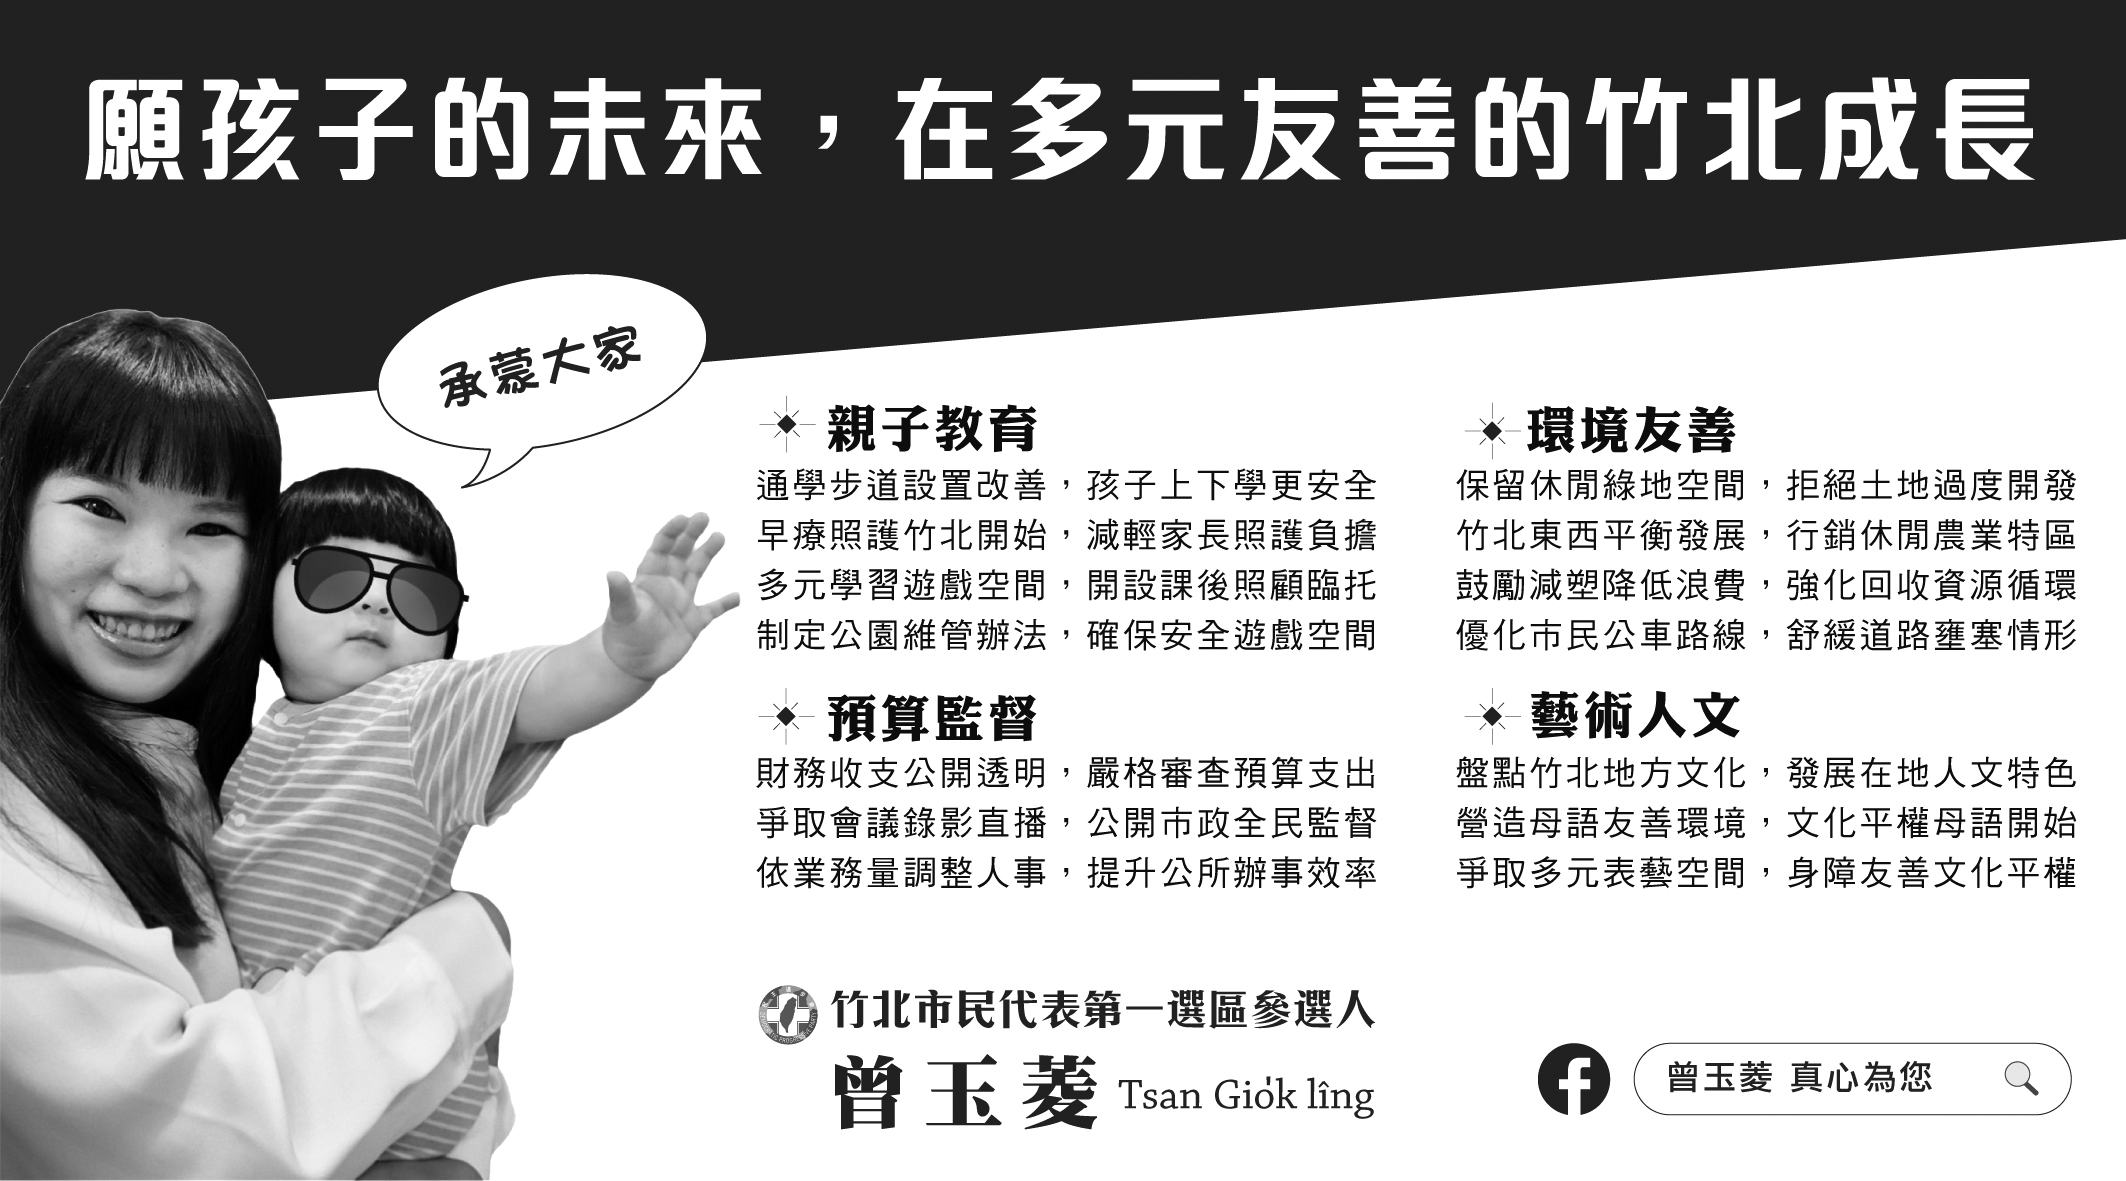 願孩子的未來，在多元友善的竹北成長
承蒙大家
親子教育
通學步道設置改善，孩子上下學更安全
早療照護竹北開始，減輕家長照護負擔
多元學習遊戲空間，開設課後照顧臨托
制定公園維管辦法，確保安全遊戲空間
預算監督
財務收支公開透明，嚴格審查預算支出
爭取會議錄影直播，公開市政全民監督
依業務量調整人事，提升公所辦事效率
環境友善
保留休閒綠地空間，拒絕土地過度開發
竹北東西平衡發展，行銷休閒農業特區
鼓勵減塑降低浪費，強化回收資源循環
優化市民公車路線，舒緩道路壅塞情形
藝術人文
盤點竹北地方文化，發展在地人文特色
營造母語友善環境，文化平權母語開始
爭取多元表藝空間，身障友善文化平權
竹北市民代表第一選區參選人
曾玉菱 Tsan Gio̍k lîng
曾玉菱 真心為您